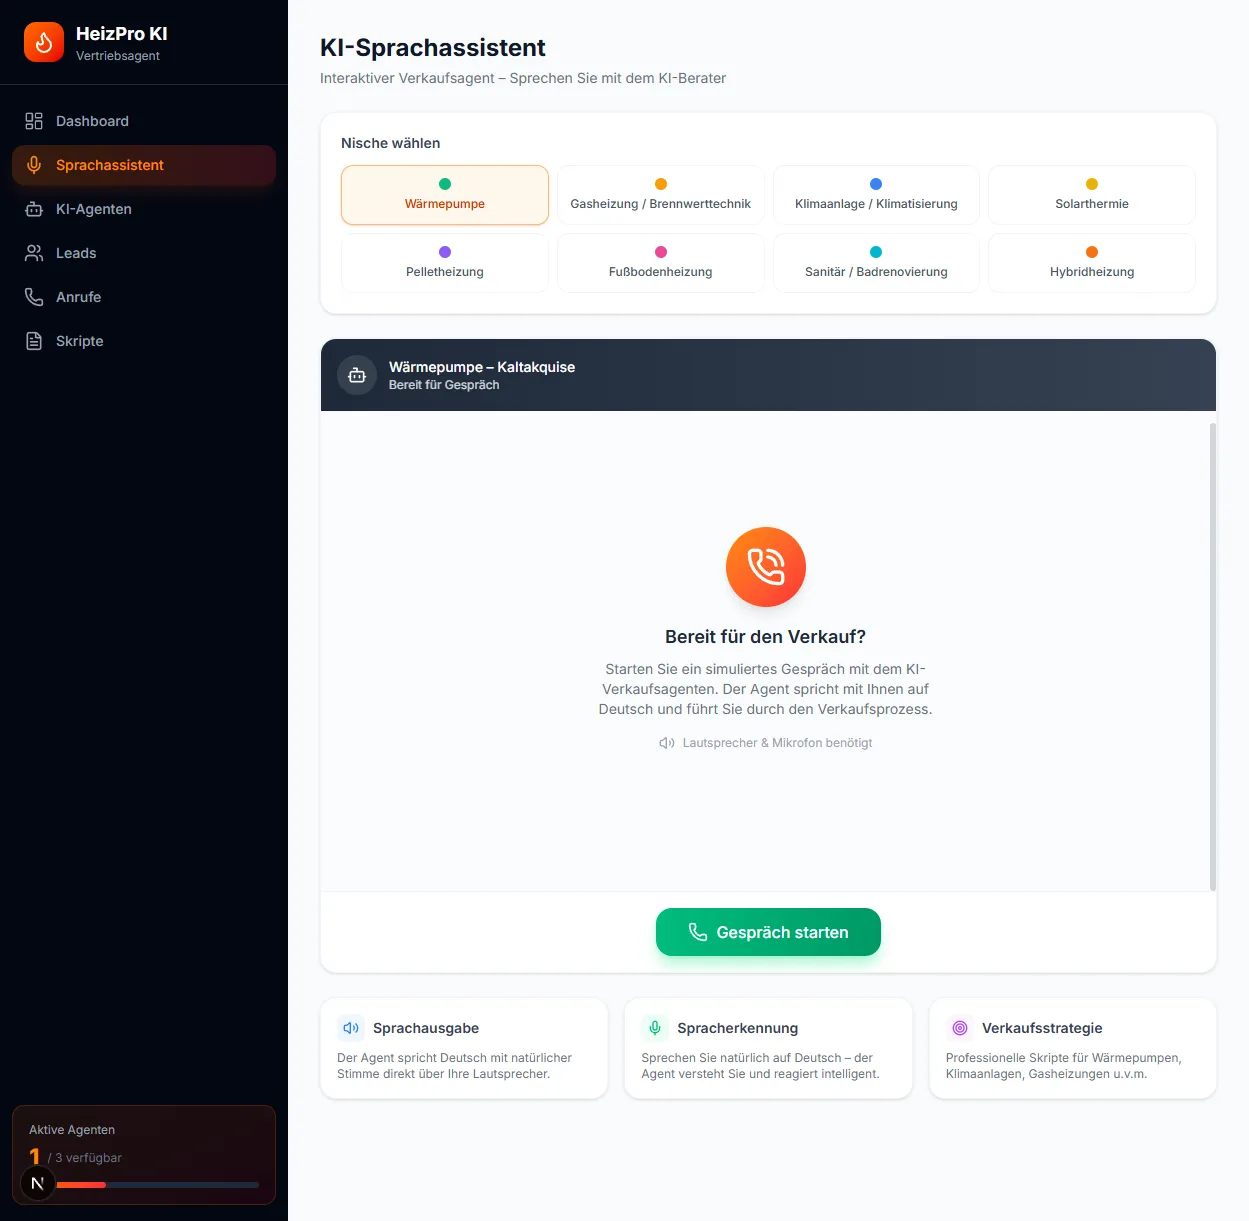 HeizPro KI
Vertriebsagent
Dashboard
Sprachassistent
KI-Agenten
Leads
Anrufe
Skripte
Aktive Agenten
1 / 3 verfügbar
N
KI-Sprachassistent
Interaktiver Verkaufsagent – Sprechen Sie mit dem KI-Berater
Nische wählen
Wärmepumpe
Gasheizung / Brennwerttechnik
Klimaanlage / Klimatisierung
Solarthermie
Pelletheizung
Fußbodenheizung
Sanitär / Badrenovierung
Hybridheizung
Wärmepumpe – Kaltakquise
Bereit für Gespräch
Bereit für den Verkauf?
Starten Sie ein simuliertes Gespräch mit dem KI-
Verkaufsagenten. Der Agent spricht mit Ihnen auf
Deutsch und führt Sie durch den Verkaufsprozess.
Lautsprecher & Mikrofon benötigt
Gespräch starten
Sprachausgabe
Der Agent spricht Deutsch mit natürlicher
Stimme direkt über Ihre Lautsprecher.
Spracherkennung
Sprechen Sie natürlich auf Deutsch – der
Agent versteht Sie und reagiert intelligent.
Verkaufsstrategie
Professionelle Skripte für Wärmepumpen,
Klimaanlagen, Gasheizungen u.v.m.